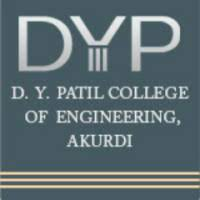 DYP
D. Y. PATIL COLLEGE
OF ENGINEERING,
AKURDI